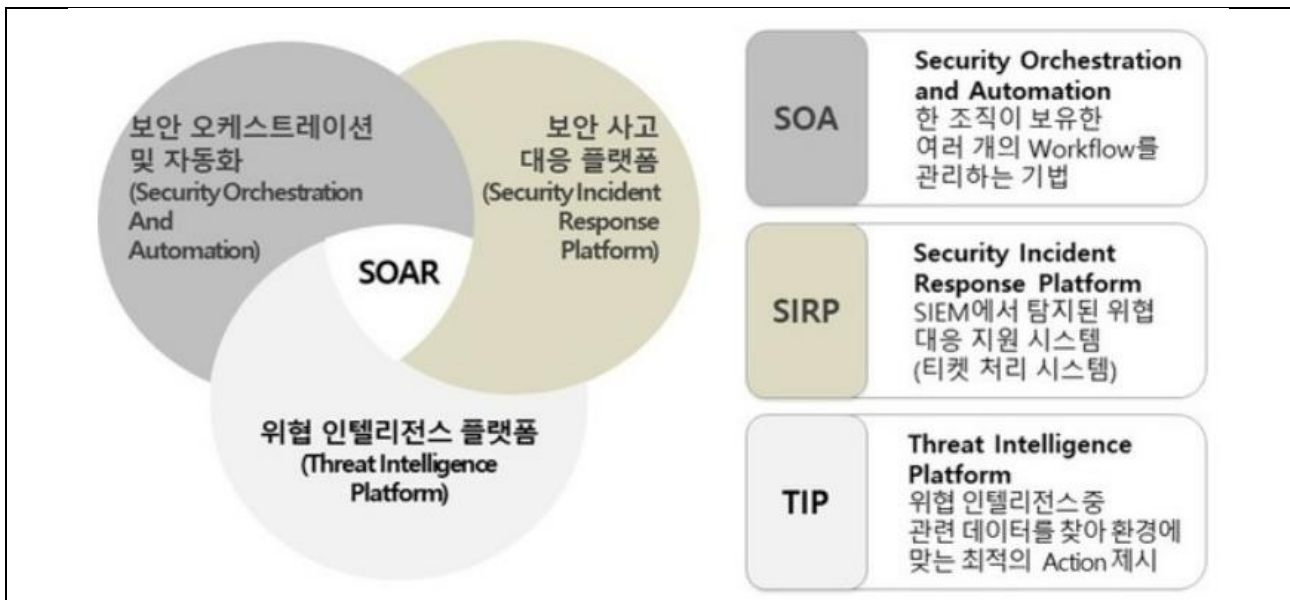 보안 오케스트레이션
및 자동화
(Security Orchestration
And
Automation)
보안 사고
대응 플랫폼
(Security Incident
Response
Platform)
SOAR
위협 인텔리전스 플랫폼
(Threat Intelligence
Platform)
SOA
Security Orchestration
and Automation
한 조직이 보유한
여러 개의 Workflow를
관리하는 기법
SIRP
Security Incident
Response Platform
SIEM에서 탐지된 위협
대응 지원 시스템
(티켓 처리 시스템)
TIP
Threat Intelligence
Platform
위협 인텔리전스 중
관련 데이터를 찾아 환경에
맞는 최적의 Action 제시